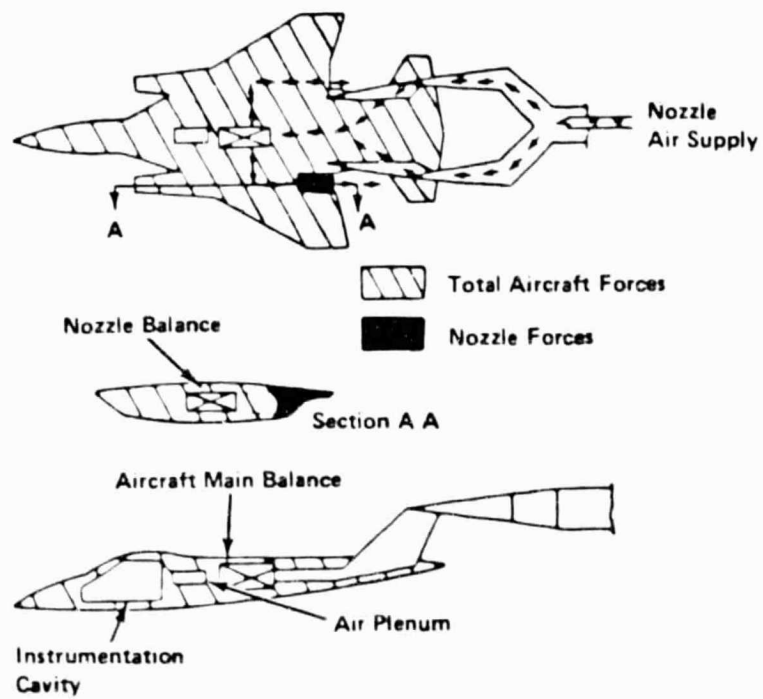 Nozzle
Air Supply
A
A
Total Aircraft Forces
Nozzle Forces
Nozzle Balance
Section A A
Aircraft Main Balance
Air Plenum
Instrumentation
Cavity